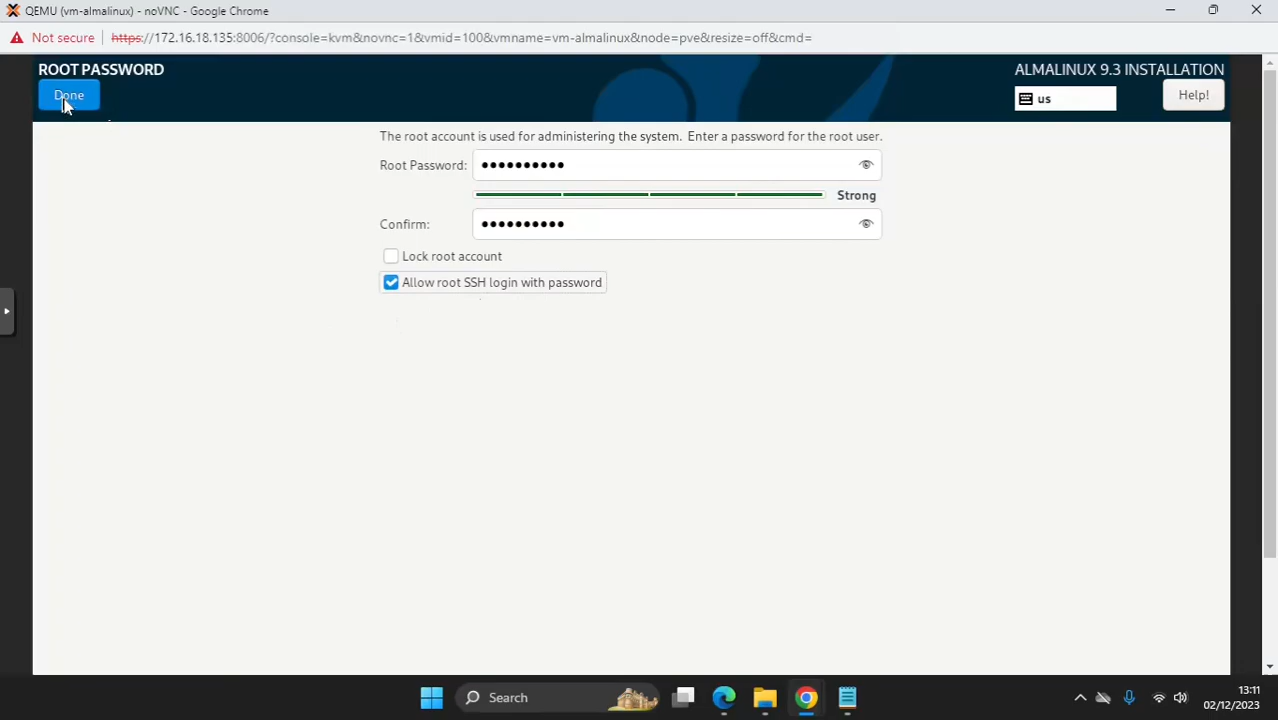 QEMU (vm-almalinux) - noVNC - Google Chrome
Not secure https://172.16.18.135:8006/?console=kvm&novnc=1&vmid=100&vmname=vm-almalinux&node=pve&resize=off&cmd=
ROOT PASSWORD
ALMALINUX 9.3 INSTALLATION
Done
us
Help!
The root account is used for administering the system. Enter a password for the root user.
Root Password: ••••••••••
Strong
Confirm: ••••••••••
Lock root account
Allow root SSH login with password
Search
13:11
02/12/2023